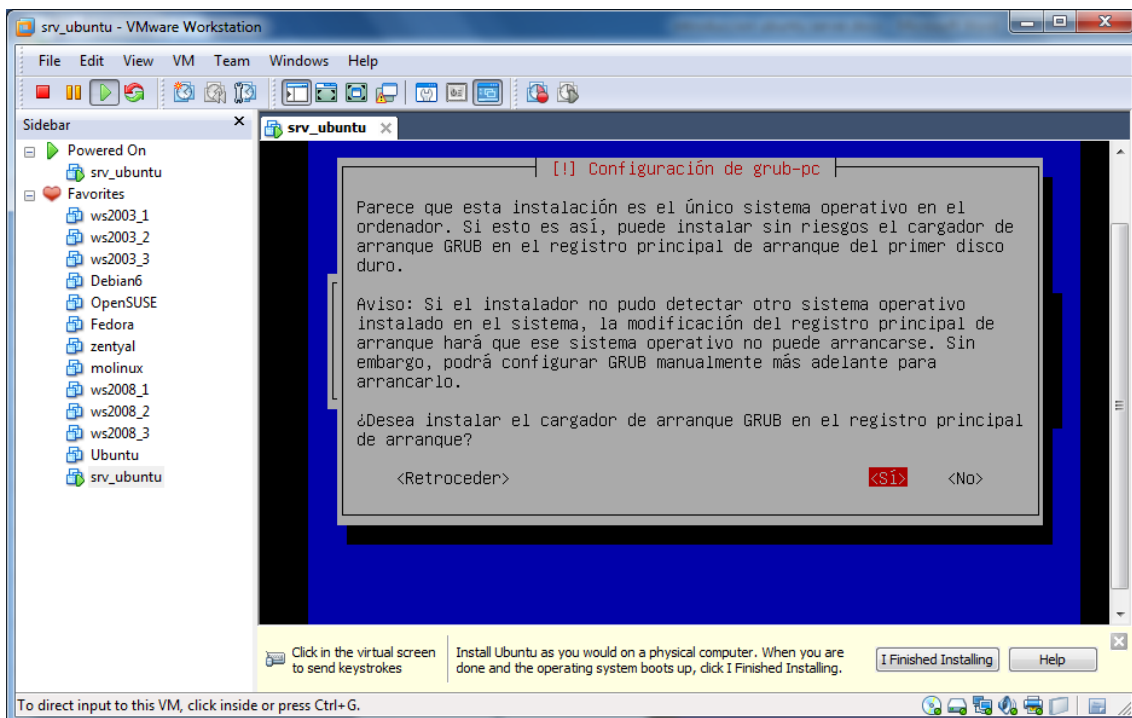 srv_ubuntu - VMware Workstation
File Edit View VM Team Windows Help
Sidebar ×
srv_ubuntu ×
Powered On
srv_ubuntu
Favorites
ws2003_1
ws2003_2
ws2003_3
Debian6
OpenSUSE
Fedora
zentyal
molinux
ws2008_1
ws2008_2
ws2008_3
Ubuntu
srv_ubuntu
[!] Configuración de grub-pc
Parece que esta instalación es el único sistema operativo en el
ordenador. Si esto es así, puede instalar sin riesgos el cargador de
arranque GRUB en el registro principal de arranque del primer disco
duro.
Aviso: Si el instalador no pudo detectar otro sistema operativo
instalado en el sistema, la modificación del registro principal de
arranque hará que ese sistema operativo no puede arrancarse. Sin
embargo, podrá configurar GRUB manualmente más adelante para
arrancarlo.
¿Desea instalar el cargador de arranque GRUB en el registro principal
de arranque?
<Retroceder> <Sí> <No>
Click in the virtual screen
to send keystrokes
Install Ubuntu as you would on a physical computer. When you are
done and the operating system boots up, click I Finished Installing.
I Finished Installing
Help
To direct input to this VM, click inside or press Ctrl+G.